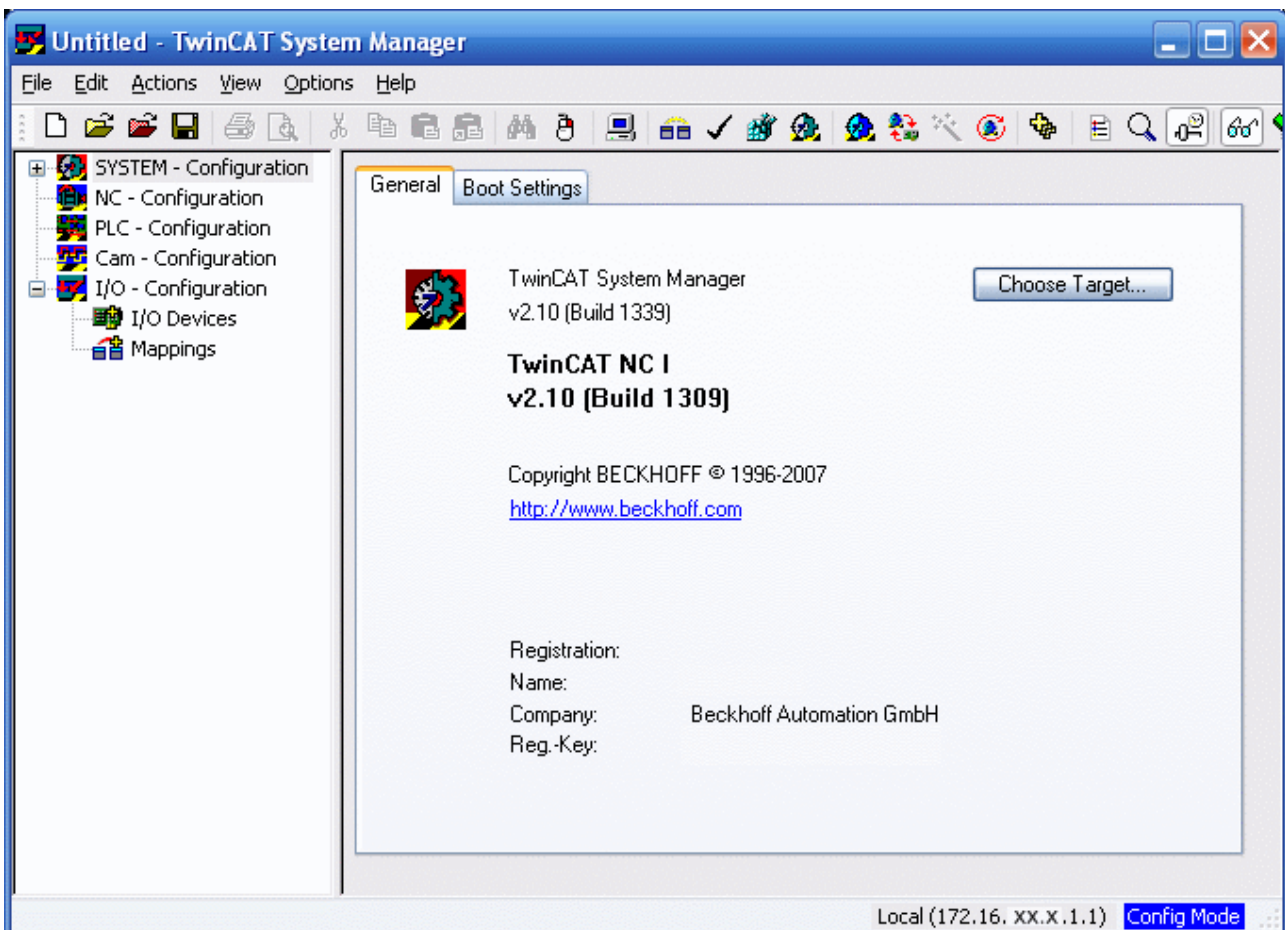 Untitled - TwinCAT System Manager
File Edit Actions View Options Help
SYSTEM - Configuration
NC - Configuration
PLC - Configuration
Cam - Configuration
I/O - Configuration
I/O Devices
Mappings
General Boot Settings
TwinCAT System Manager
v2.10 (Build 1339)
Choose Target...
TwinCAT NC I
v2.10 (Build 1309)
Copyright BECKHOFF © 1996-2007
http://www.beckhoff.com
Registration:
Name:
Company: Beckhoff Automation GmbH
Reg.-Key:
Local (172.16. XX.X.1.1) Config Mode